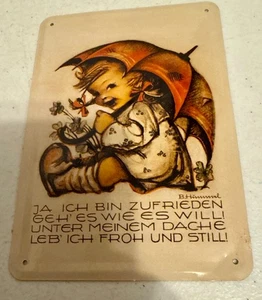 B. Hummel
JA, ICH BIN ZUFRIEDEN
GEH' ES WIE ES WILL!
UNTER MEINEM DACHE
LEB' ICH FROH UND STILL!